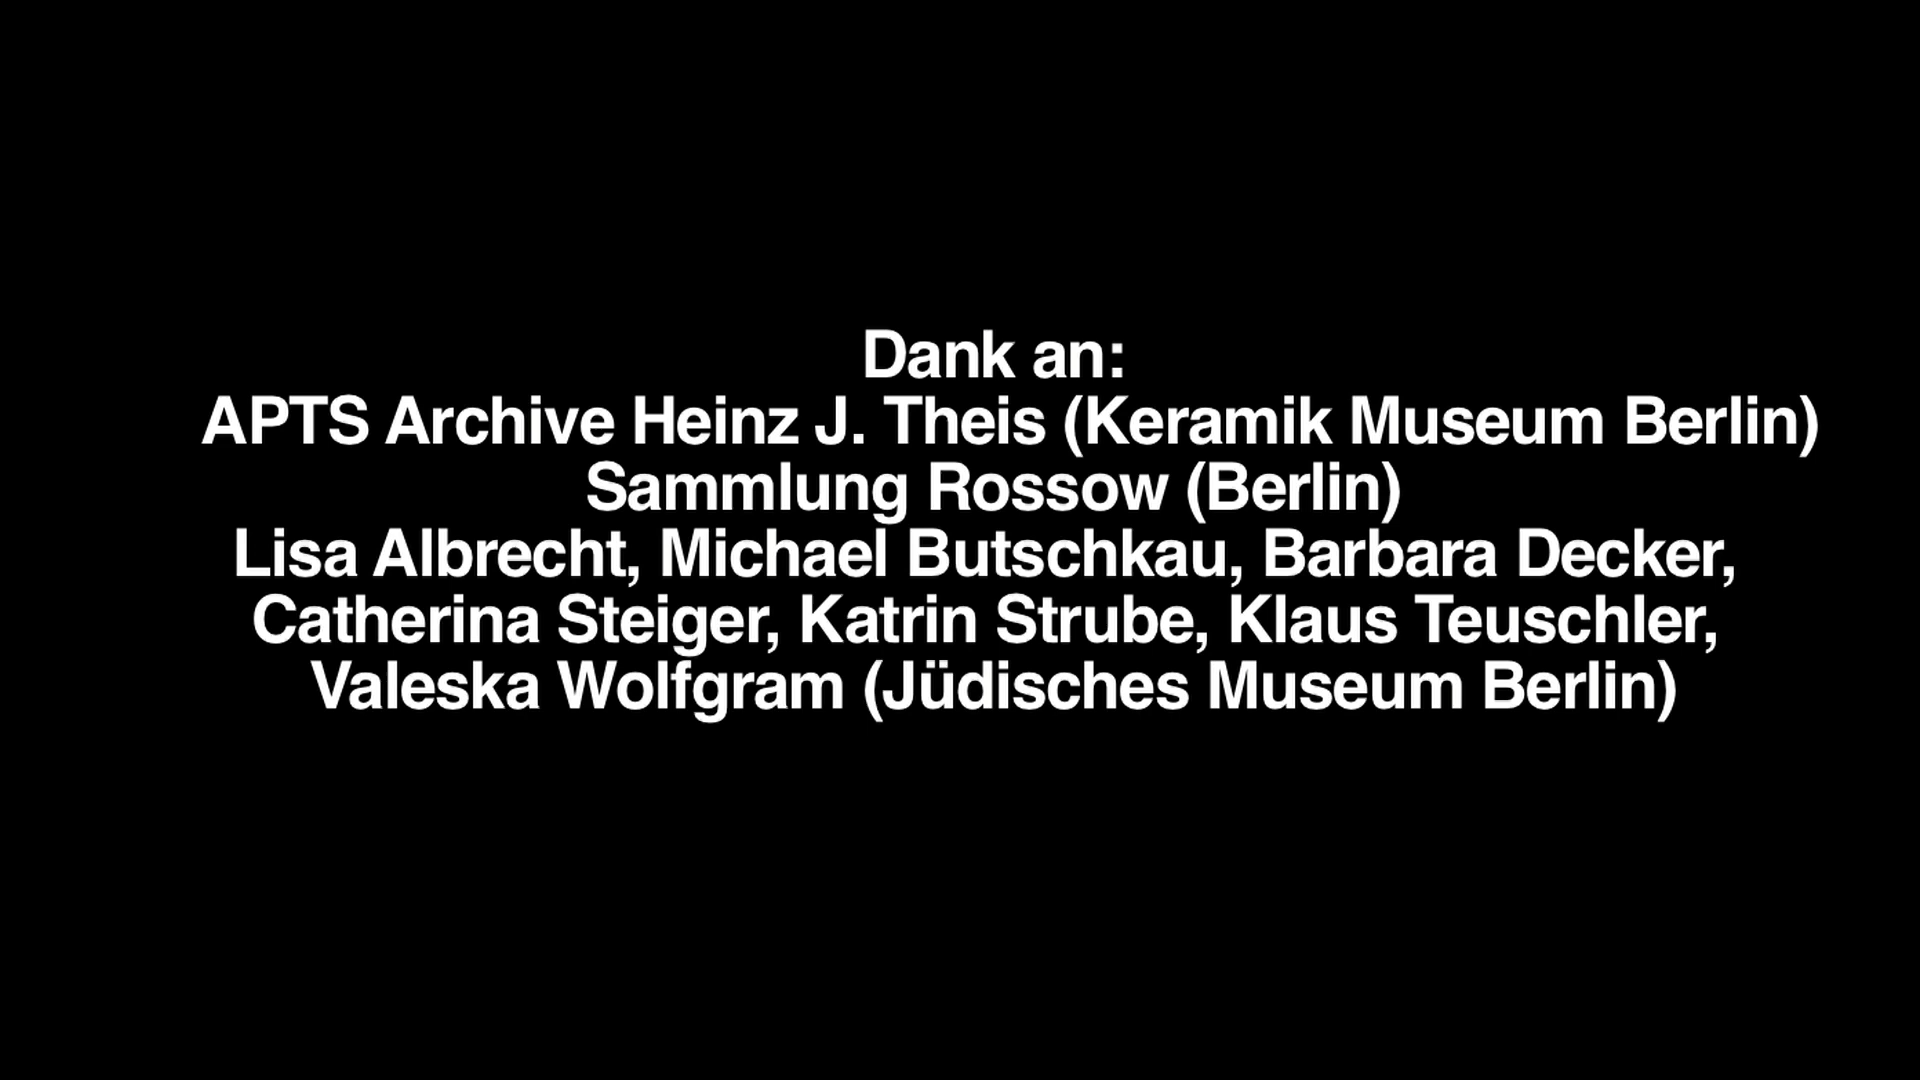 Dank an:
APTS Archive Heinz J. Theis (Keramik Museum Berlin)
Sammlung Rossow (Berlin)
Lisa Albrecht, Michael Butschkau, Barbara Decker,
Catherina Steiger, Katrin Strube, Klaus Teuschler,
Valeska Wolfgram (Jüdisches Museum Berlin)